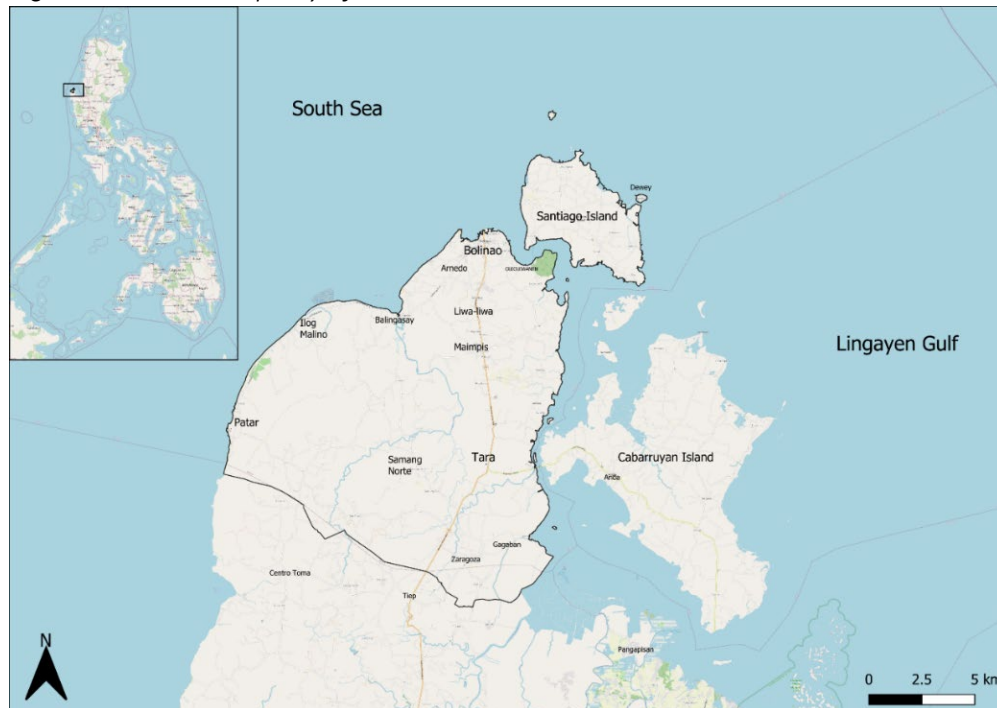 South Sea
Dewey
Santiago Island
Bolinao
Arnedo
Liwa-liwa
Ilog
Malino
Balingasay
Maimpis
Lingayen Gulf
Patar
Samang
Norte
Tara
Cabarruyan Island
Anda
Gagaban
Zaragoza
Centro Toma
Tiep
Pangapisan
N
0 2.5 5 km